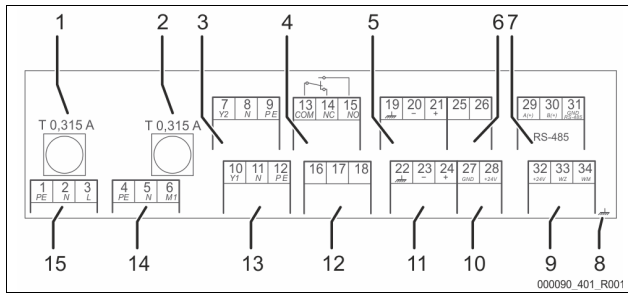 1 2 3 4 5 6 7
7 8 9 13 14 15 19 20 21 25 26 29 30 31
Y2 N PE COM NC NO − + A(+) B(+) GND
RS-485
T 0,315 A T 0,315 A RS-485
10 11 12 16 17 18 22 23 24 27 28 32 33 34
Y1 N PE − + GND +24V +24V WZ WM
1 2 3 4 5 6
PE N L PE N M1
15 14 13 12 11 10 9 8
000090_401_R001